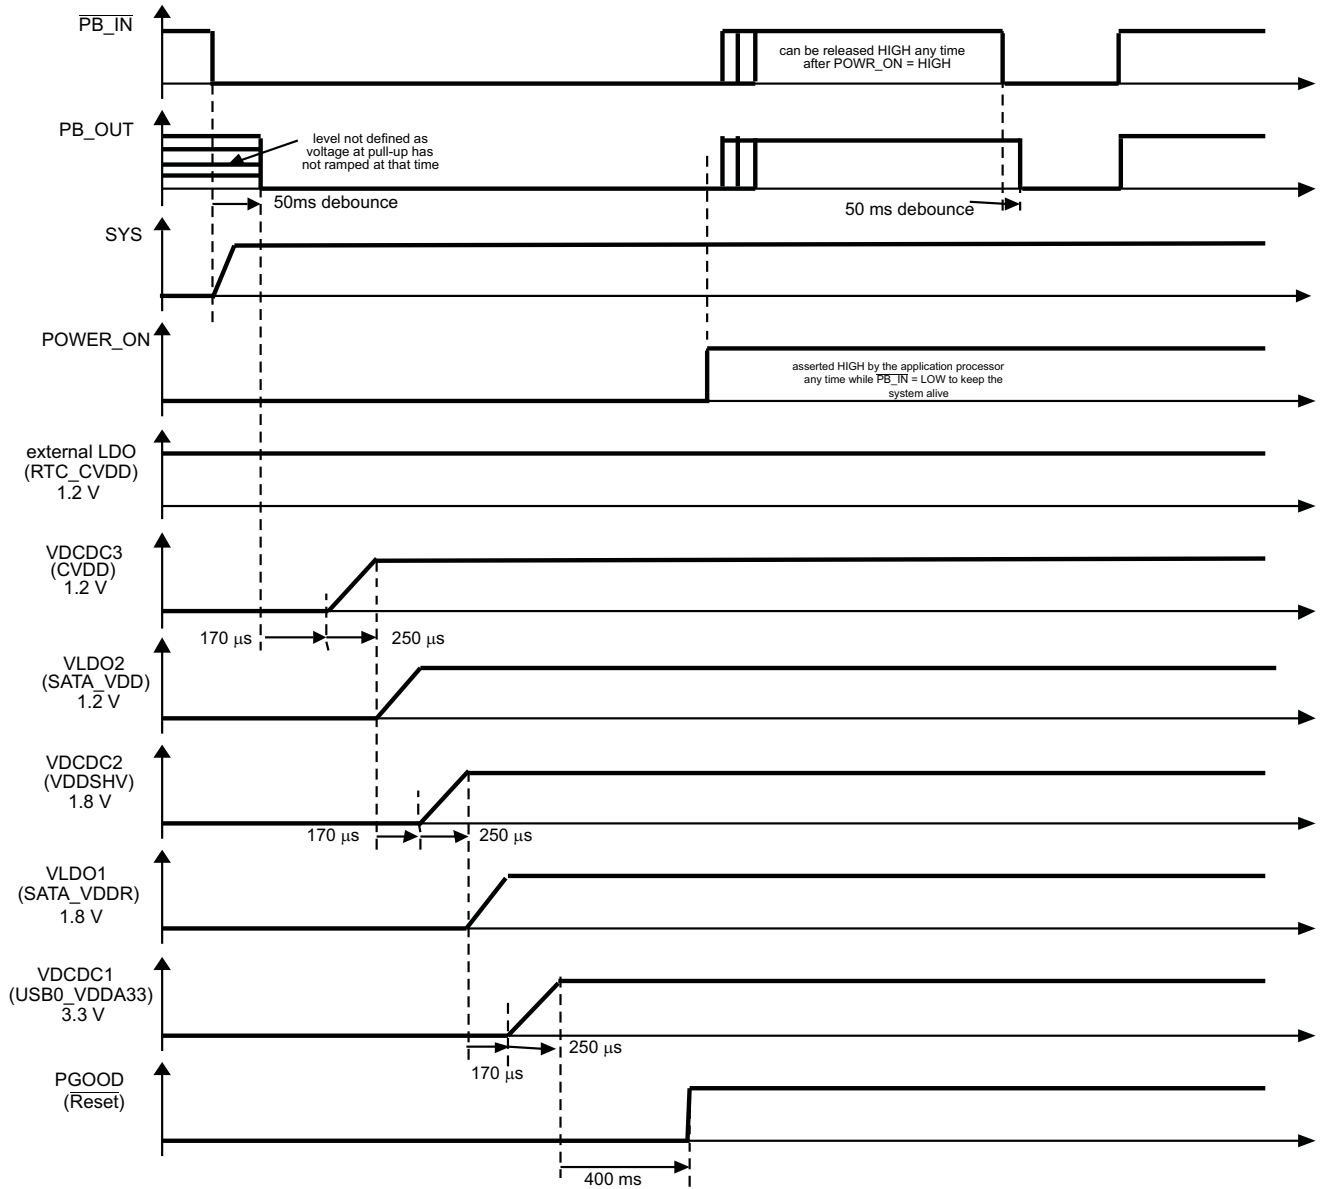 PB_IN
can be released HIGH any time
after POWR_ON = HIGH
PB_OUT
level not defined as
voltage at pull-up has
not ramped at that time
50ms debounce
50 ms debounce
SYS
POWER_ON
asserted HIGH by the application processor
any time while PB_IN = LOW to keep the
system alive
external LDO
(RTC_CVDD)
1.2 V
VDCDC3
(CVDD)
1.2 V
170 μs
250 μs
VLDO2
(SATA_VDD)
1.2 V
VDCDC2
(VDDSHV)
1.8 V
170 μs
250 μs
VLDO1
(SATA_VDDR)
1.8 V
VDCDC1
(USB0_VDDA33)
3.3 V
250 μs
170 μs
PGOOD
(Reset)
400 ms